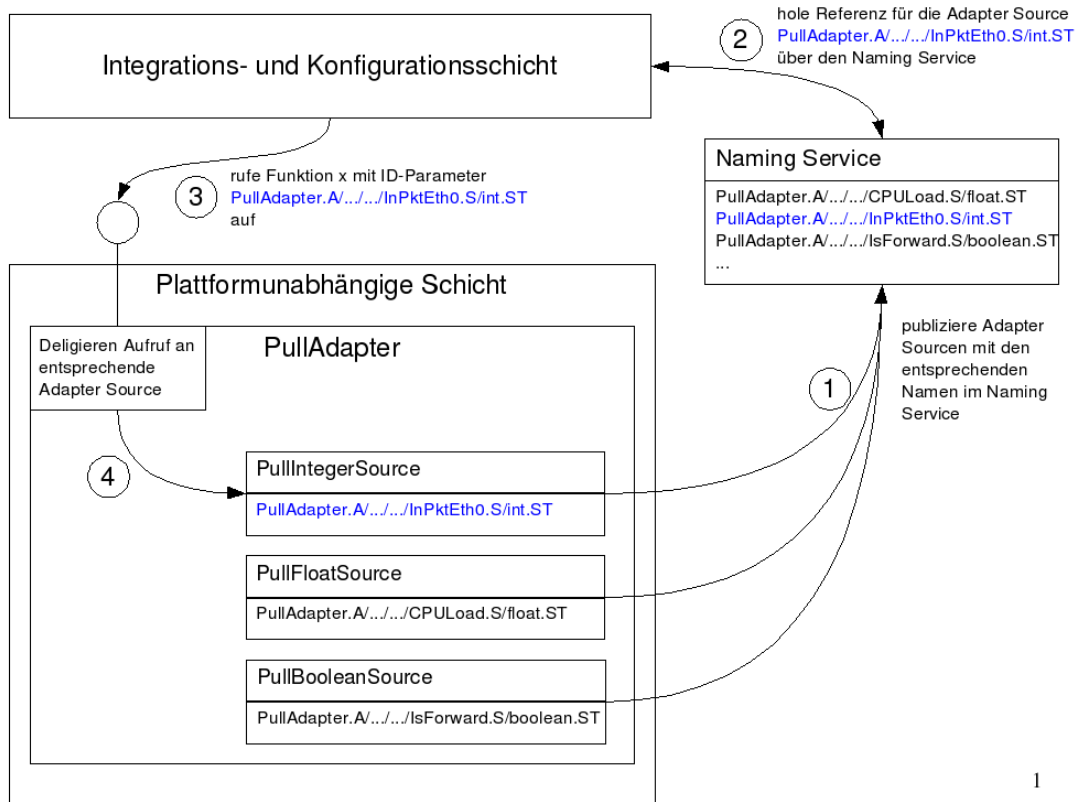 hole Referenz für die Adapter Source
PullAdapter.A/.../.../InPktEth0.S/int.ST
über den Naming Service
2
Integrations- und Konfigurationsschicht
3
rufe Funktion x mit ID-Parameter
PullAdapter.A/.../.../InPktEth0.S/int.ST
auf
Naming Service
PullAdapter.A/.../.../CPULoad.S/float.ST
PullAdapter.A/.../.../InPktEth0.S/int.ST
PullAdapter.A/.../.../IsForward.S/boolean.ST
...
Plattformunabhängige Schicht
Deligieren Aufruf an
entsprechende
Adapter Source
PullAdapter
publiziere Adapter
Sourcen mit den
entsprechenden
Namen im Naming
Service
1
4
PullIntegerSource
PullAdapter.A/.../.../InPktEth0.S/int.ST
PullFloatSource
PullAdapter.A/.../.../CPULoad.S/float.ST
PullBooleanSource
PullAdapter.A/.../.../IsForward.S/boolean.ST
1